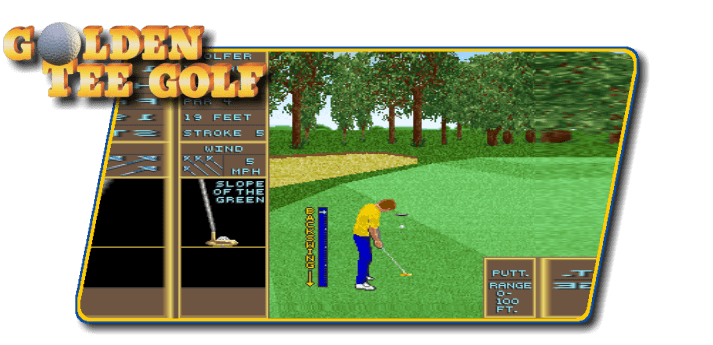 GOLDEN
TEE GOLF
PAR 4
19 FEET
STROKE 5
WIND
5
MPH
SLOPE
OF THE
GREEN
BACKSWING
PUTT.
RANGE
0-
100
FT.